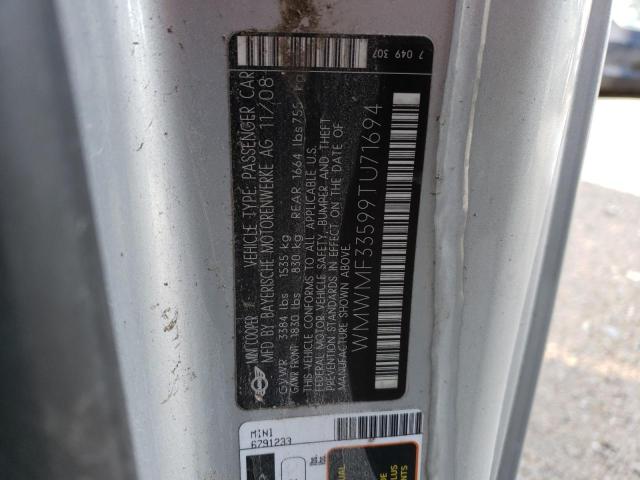 7 049 307
MINI COOPER VEHICLE TYPE: PASSENGER CAR
MFD BY BAYERISCHE MOTORENWERKE AG 11/08
GVWR 3384 lbs 1535 kg
GAWR FRONT 1830 lbs 830 kg REAR 1664 lbs 755 kg
THIS VEHICLE CONFORMS TO ALL APPLICABLE U.S.
FEDERAL MOTOR VEHICLE SAFETY, BUMPER AND THEFT
PREVENTION STANDARDS IN EFFECT ON THE DATE OF
MANUFACTURE SHOWN ABOVE.
WMWMF33599TU71694
MINI
6791233